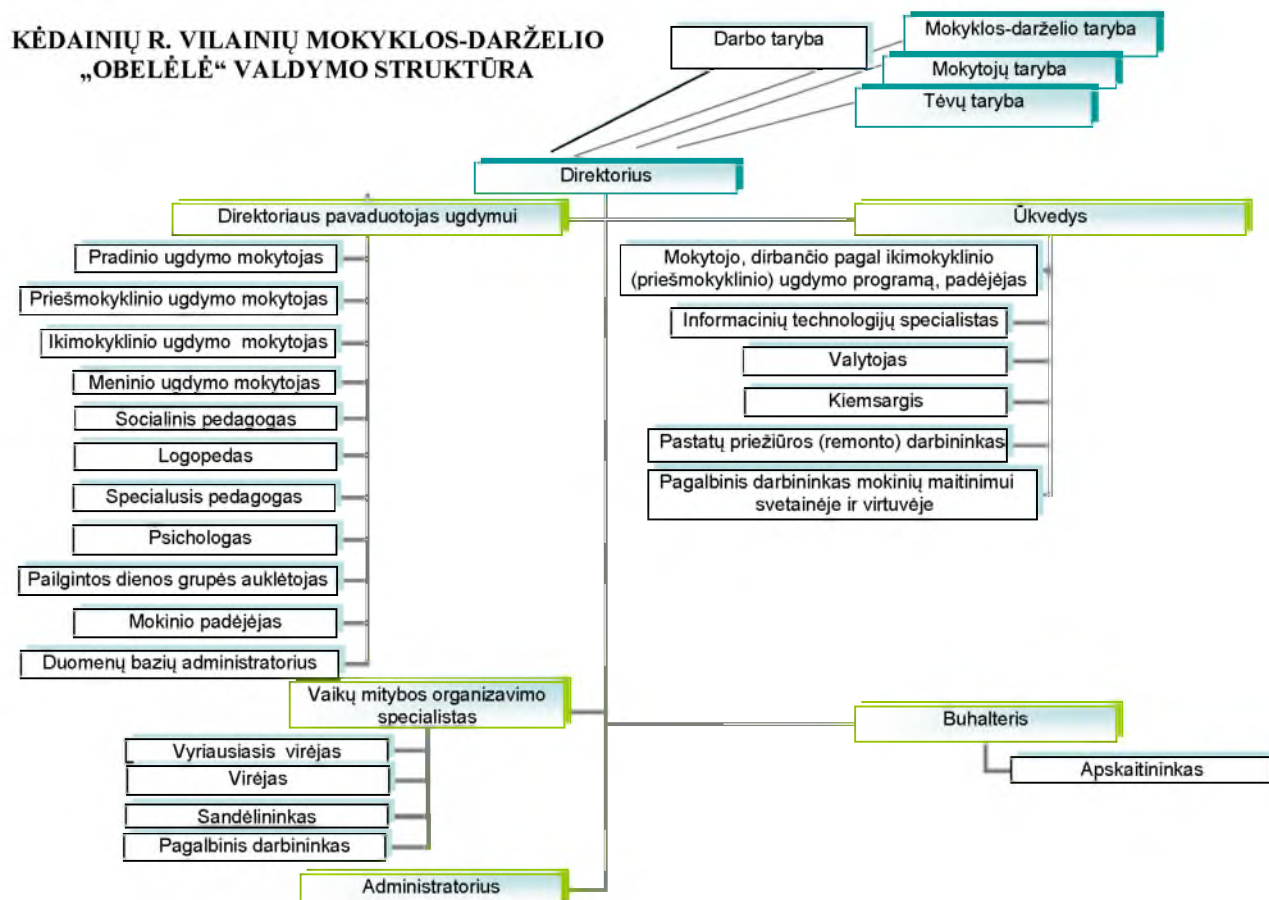 KĖDAINIŲ R. VILAINIŲ MOKYKLOS-DARŽELIO
„OBELĖLĖ“ VALDYMO STRUKTŪRA
Darbo taryba
Mokyklos-darželio taryba
Mokytojų taryba
Tėvų taryba
Direktorius
Direktoriaus pavaduotojas ugdymui
Pradinio ugdymo mokytojas
Priešmokyklinio ugdymo mokytojas
Ikimokyklinio ugdymo mokytojas
Meninio ugdymo mokytojas
Socialinis pedagogas
Logopedas
Specialusis pedagogas
Psichologas
Pailgintos dienos grupės auklėtojas
Mokinio padėjėjas
Duomenų bazių administratorius
Ūkvedys
Mokytojo, dirbančio pagal ikimokyklinio
(priešmokyklinio) ugdymo programą, padėjėjas
Informacinių technologijų specialistas
Valytojas
Kiemsargis
Pastatų priežiūros (remonto) darbininkas
Pagalbinis darbininkas mokinių maitinimui
svetainėje ir virtuvėje
Vaikų mitybos organizavimo
specialistas
Vyriausiasis virėjas
Virėjas
Sandėlininkas
Pagalbinis darbininkas
Buhalteris
Apskaitininkas
Administratorius